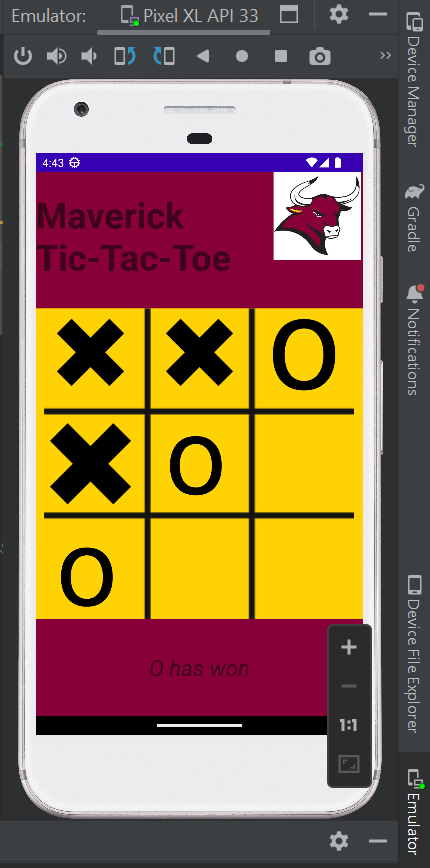 Emulator:
Pixel XL API 33
Device Manager
Gradle
Notifications
4:43
Maverick
Tic-Tac-Toe
X X O
X O
O
O has won
1:1
Device File Explorer
Emulator